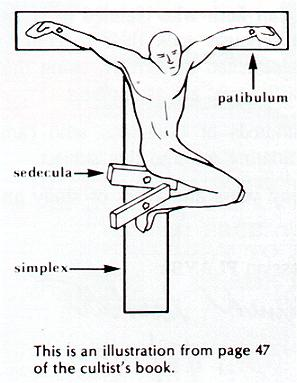 patibulum
sedecula
simplex
This is an illustration from page 47
of the cultist's book.